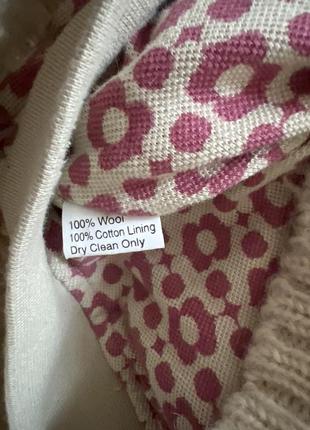 100% Wool
100% Cotton Lining
Dry Clean Only